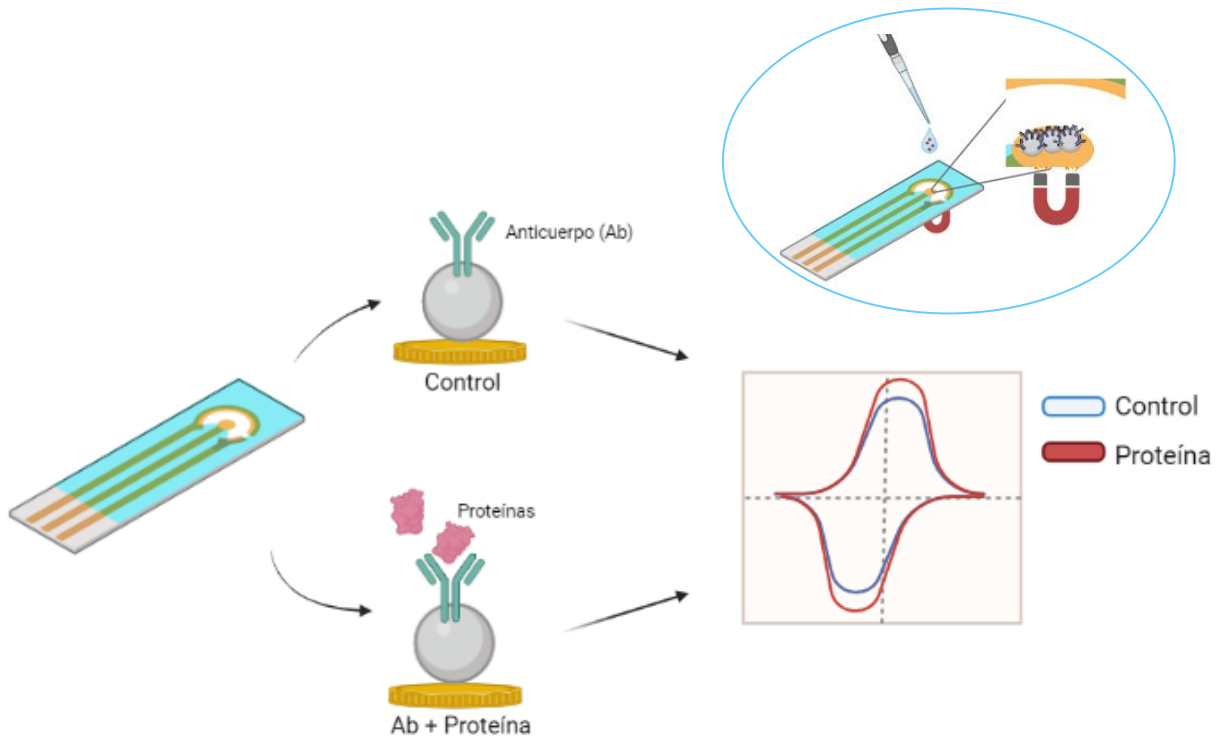 Anticuerpo (Ab)
Control
Proteínas
Ab + Proteína
Control
Proteína